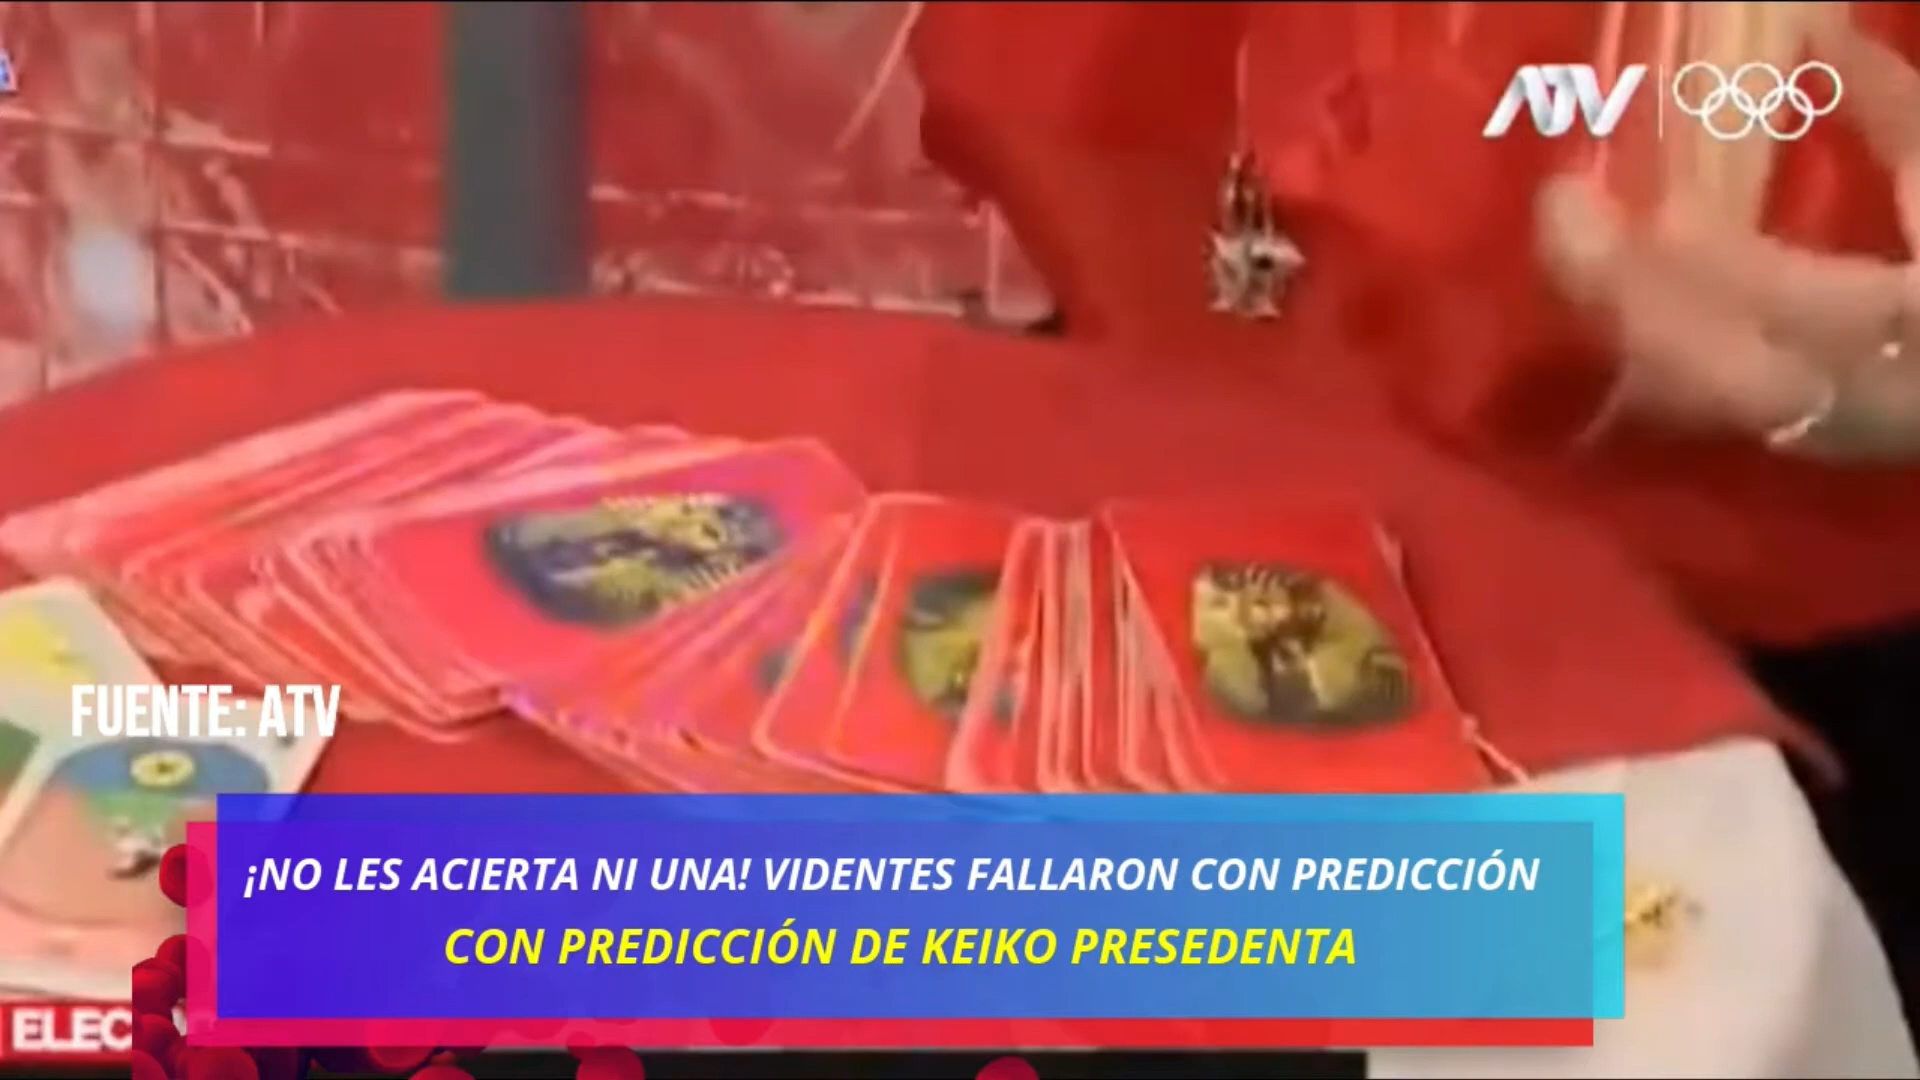 ATV
FUENTE: ATV
¡NO LES ACIERTA NI UNA! VIDENTES FALLARON CON PREDICCIÓN
CON PREDICCIÓN DE KEIKO PRESEDENTA
ELEC